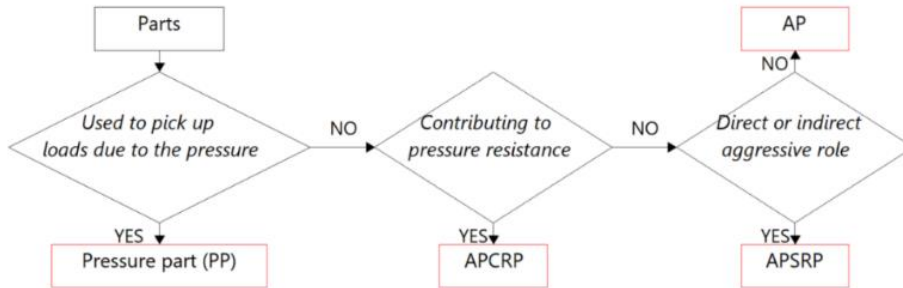 Parts
AP
NO
Used to pick up
loads due to the pressure
NO
Contributing to
pressure resistance
NO
Direct or indirect
aggressive role
YES
YES
YES
Pressure part (PP)
APCRP
APSRP